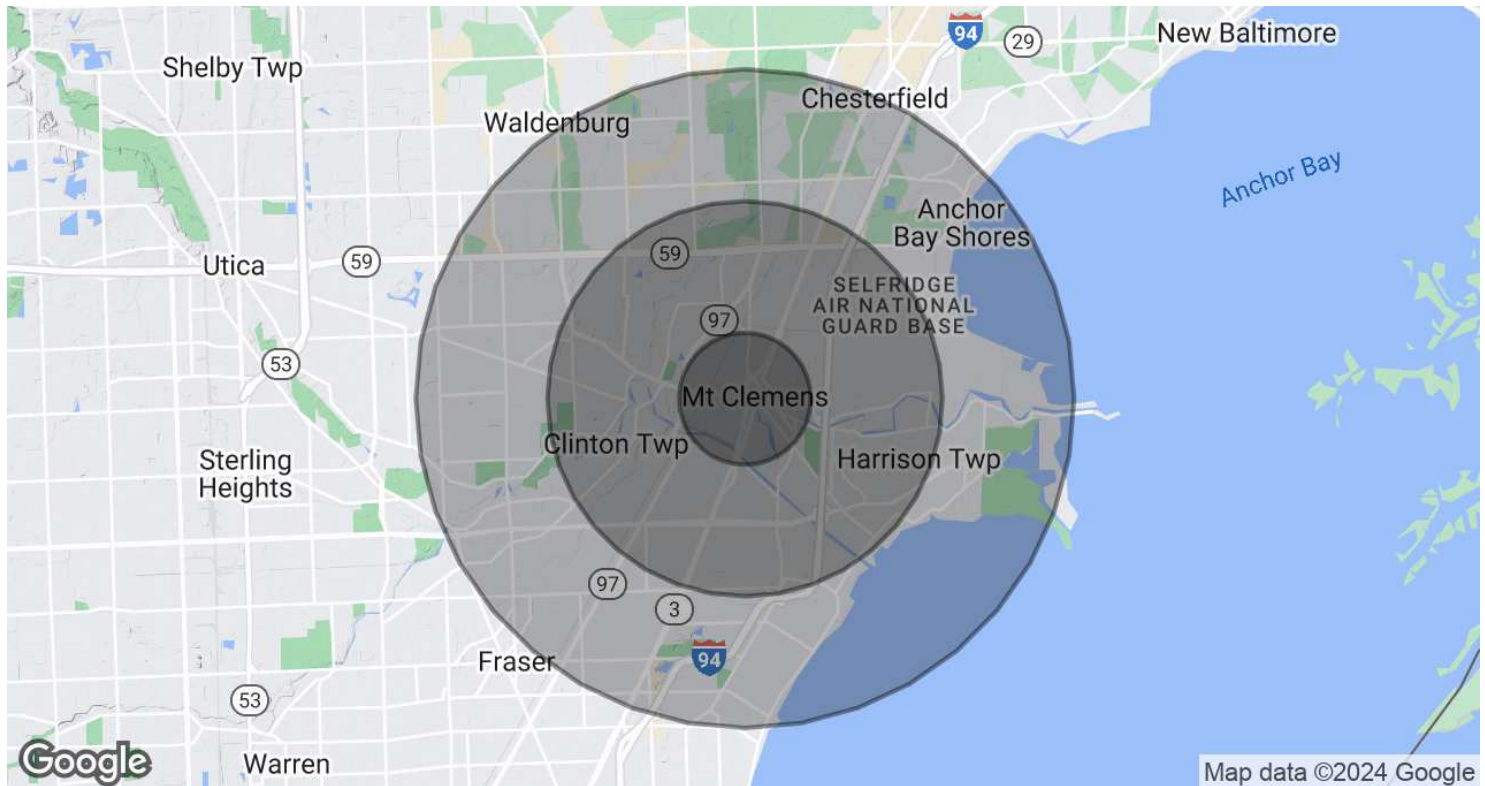 94
29
New Baltimore
Shelby Twp
Chesterfield
Waldenburg
Anchor Bay
Anchor
Bay Shores
59
59
Utica
SELFRIDGE
AIR NATIONAL
GUARD BASE
97
53
Mt Clemens
Clinton Twp
Harrison Twp
Sterling
Heights
97
3
94
Fraser
53
Warren
Google
Map data ©2024 Google